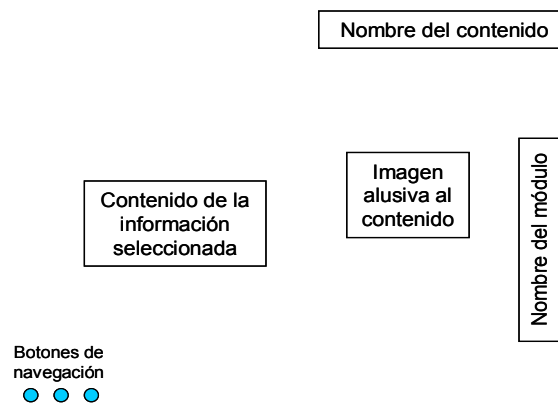 Nombre del contenido
Contenido de la
información
seleccionada
Imagen
alusiva al
contenido
Nombre del módulo
Botones de
navegación